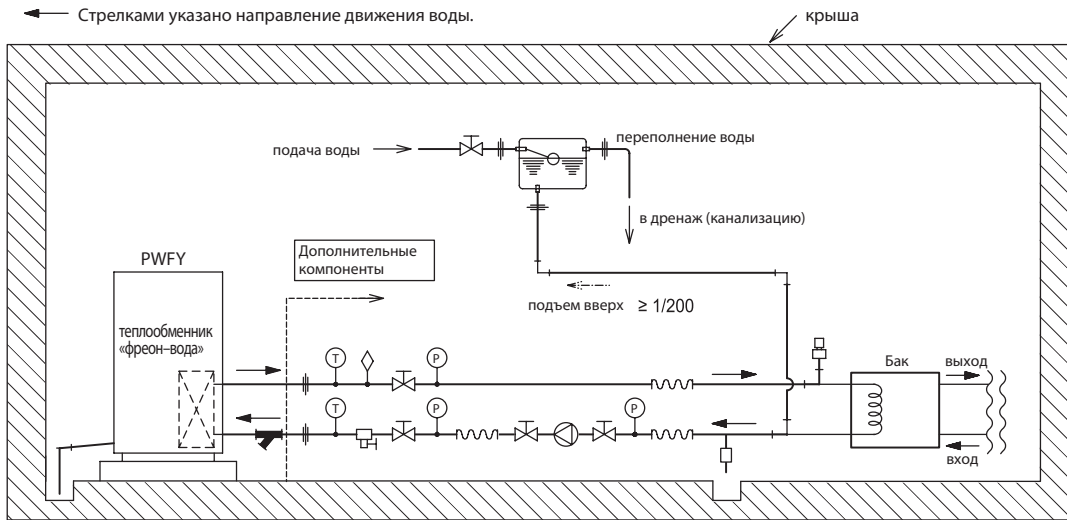 Стрелками указано направление движения воды.
крыша
подача воды
переполнение воды
в дренаж (канализацию)
PWFY
Дополнительные
компоненты
подъем вверх ≥ 1/200
теплообменник
«фреон–вода»
T
P
Бак
выход
T
P
P
вход